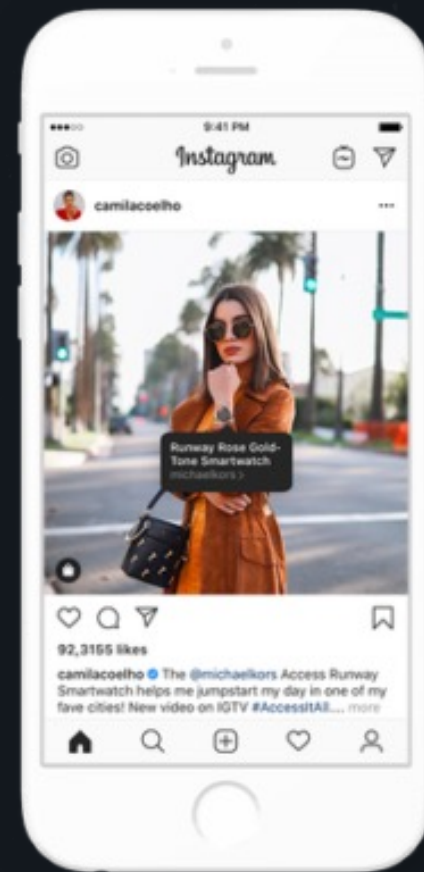 9:41 PM
Instagram
camilacoelho
Runway Rose Gold-
Tone Smartwatch
michaelkors >
92,3155 likes
camilacoelho The @michaelkors Access Runway
Smartwatch helps me jumpstart my day in one of my
fave cities! New video on IGTV #AccessItAll.... more